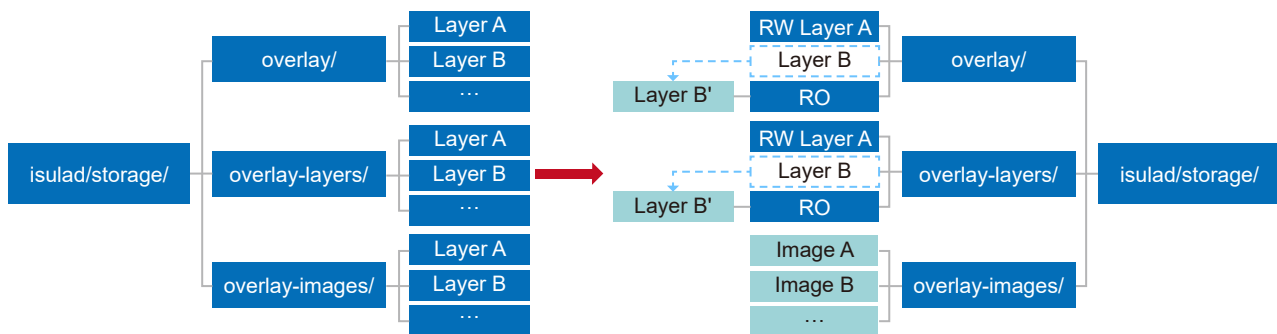 isulad/storage/
overlay/
Layer A
Layer B
…
overlay-layers/
Layer A
Layer B
…
overlay-images/
Layer A
Layer B
…
RW Layer A
Layer B
Layer B'
RO
overlay/
RW Layer A
Layer B
Layer B'
RO
overlay-layers/
Image A
Image B
…
overlay-images/
isulad/storage/